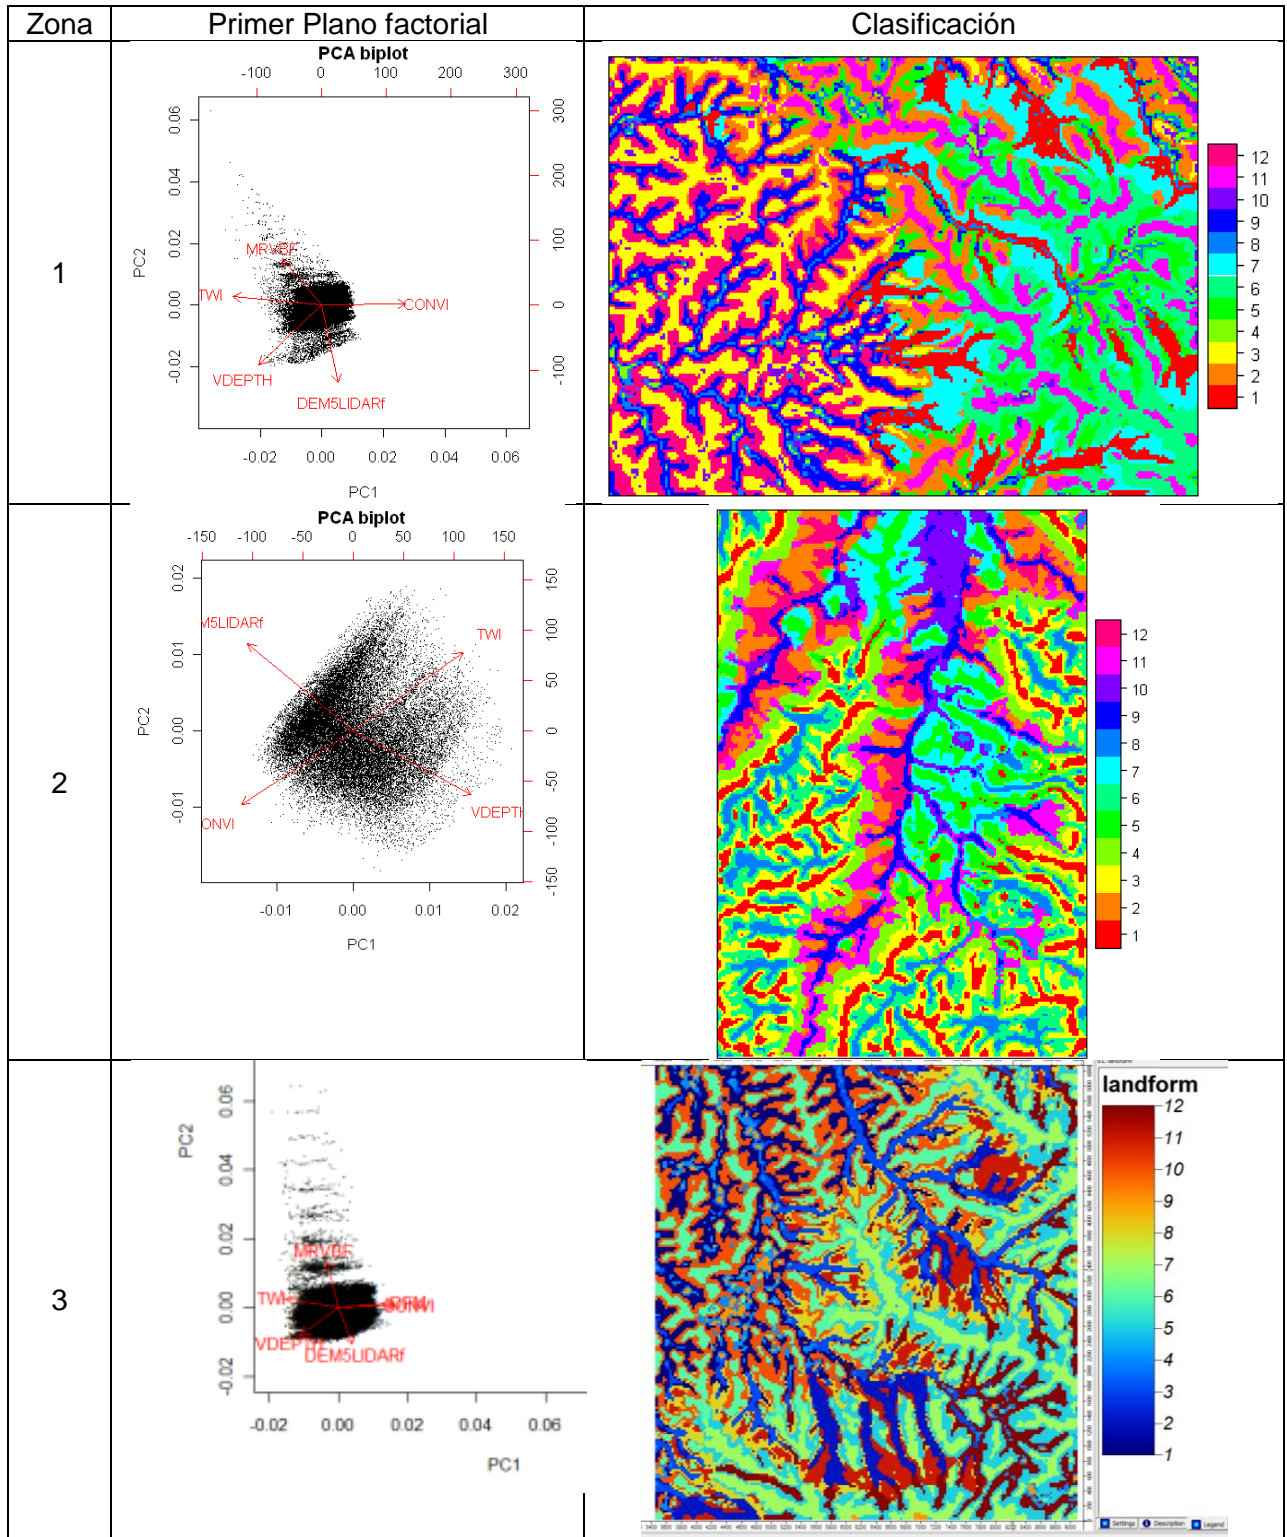 Zona Primer Plano factorial Clasificación
1
PCA biplot
-100 0 100 200 300
0.06
0.04
0.02
0.00
-0.02
PC2
300
200
100
0
-100
MRVBF
TWI
CONVI
VDEPTH
DEM5LIDARf
-0.02 0.00 0.02 0.04 0.06
PC1
12
11
10
9
8
7
6
5
4
3
2
1
2
PCA biplot
-150 -100 -50 0 50 100 150
0.02
0.01
0.00
-0.01
PC2
150
100
50
0
-50
-100
-150
M5LIDARf
TWI
ONVI
VDEPTH
-0.01 0.00 0.01 0.02
PC1
12
11
10
9
8
7
6
5
4
3
2
1
3
0.06
0.04
0.02
0.00
-0.02
PC2
MRVBF
TWI
CONVI
DEM5LIDARf
-0.02 0.00 0.02 0.04 0.06
PC1
landform
12
11
10
9
8
7
6
5
4
3
2
1
Settings Description Legend